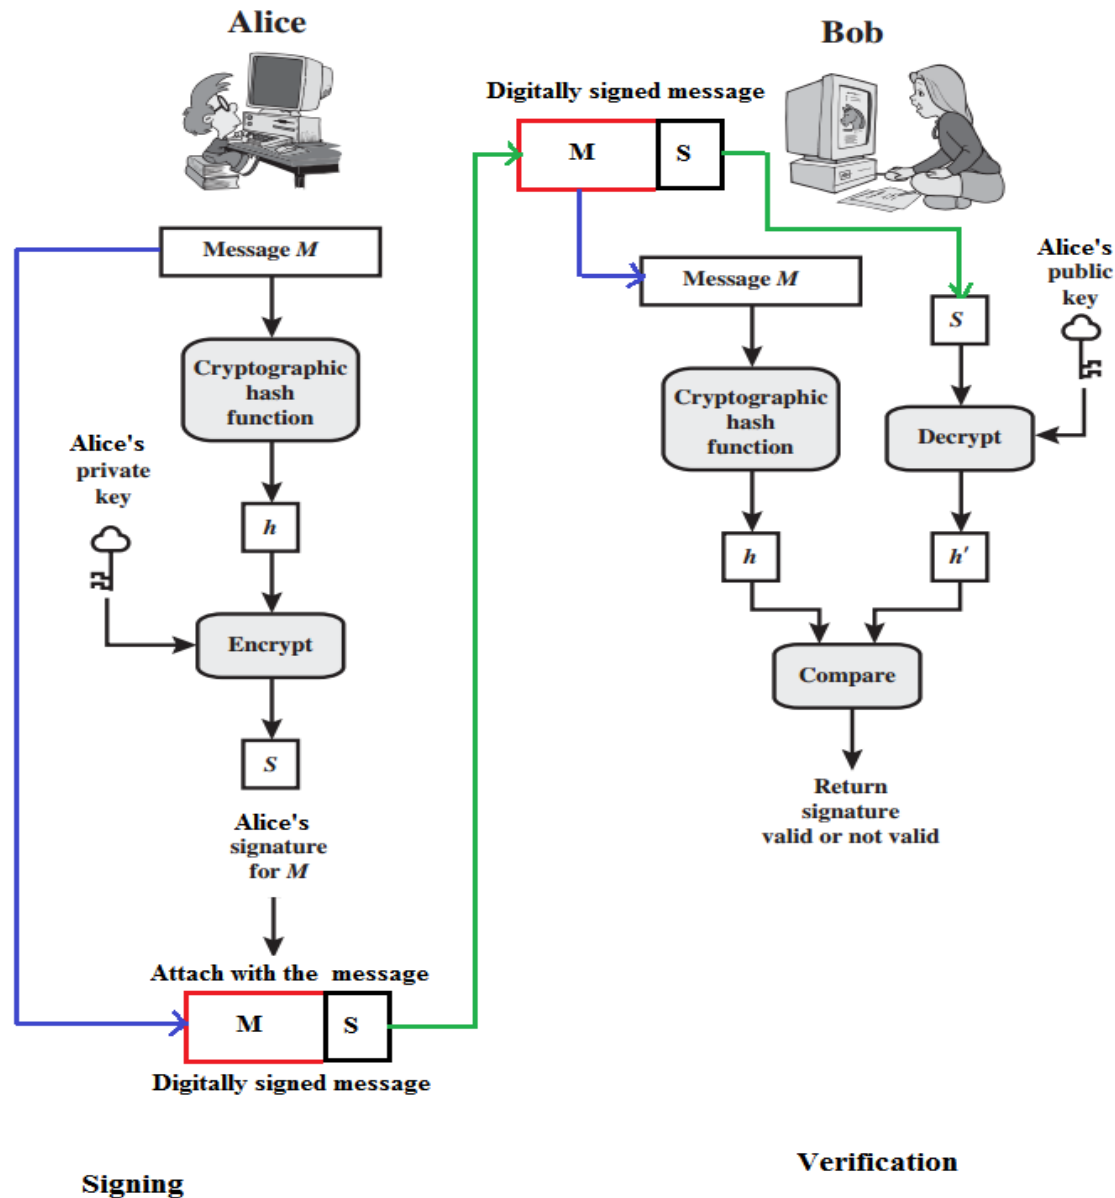 Alice
Message M
Cryptographic
hash
function
Alice's
private
key
h
Encrypt
S
Alice's
signature
for M
Attach with the message
M S
Digitally signed message
Signing
Bob
Digitally signed message
M S
Message M
Alice's
public
key
S
Cryptographic
hash
function
Decrypt
h
h'
Compare
Return
signature
valid or not valid
Verification